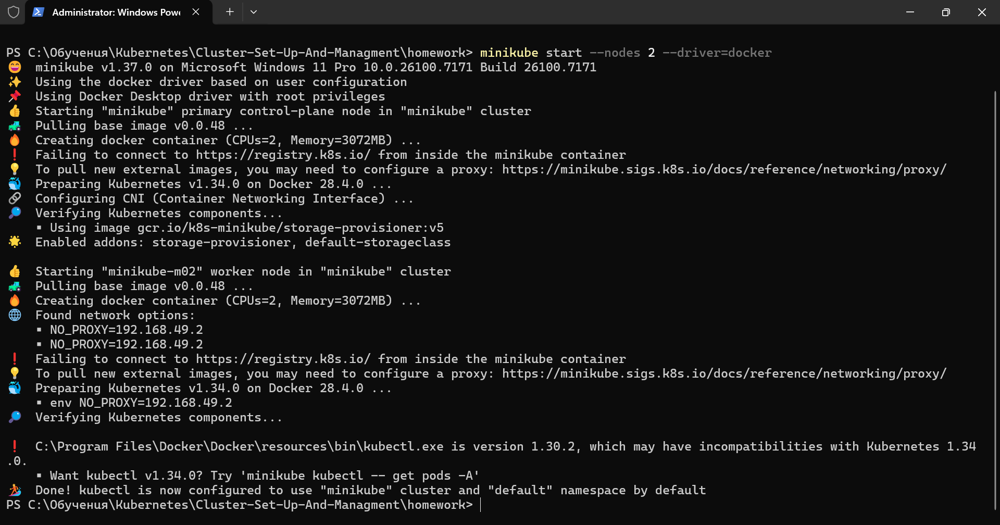 Administrator: Windows Pow
PS C:\Обучения\Kubernetes\Cluster-Set-Up-And-Managment\homework> minikube start --nodes 2 --driver=docker
😄  minikube v1.37.0 on Microsoft Windows 11 Pro 10.0.26100.7171 Build 26100.7171
✨  Using the docker driver based on user configuration
📌  Using Docker Desktop driver with root privileges
👍  Starting "minikube" primary control-plane node in "minikube" cluster
🚜  Pulling base image v0.0.48 ...
🔥  Creating docker container (CPUs=2, Memory=3072MB) ...
❗  Failing to connect to https://registry.k8s.io/ from inside the minikube container
💡  To pull new external images, you may need to configure a proxy: https://minikube.sigs.k8s.io/docs/reference/networking/proxy/
🐳  Preparing Kubernetes v1.34.0 on Docker 28.4.0 ...
🔗  Configuring CNI (Container Networking Interface) ...
🔎  Verifying Kubernetes components...
▪ Using image gcr.io/k8s-minikube/storage-provisioner:v5
🌟  Enabled addons: storage-provisioner, default-storageclass
👍  Starting "minikube-m02" worker node in "minikube" cluster
🚜  Pulling base image v0.0.48 ...
🔥  Creating docker container (CPUs=2, Memory=3072MB) ...
🌐  Found network options:
▪ NO_PROXY=192.168.49.2
▪ NO_PROXY=192.168.49.2
❗  Failing to connect to https://registry.k8s.io/ from inside the minikube container
💡  To pull new external images, you may need to configure a proxy: https://minikube.sigs.k8s.io/docs/reference/networking/proxy/
🐳  Preparing Kubernetes v1.34.0 on Docker 28.4.0 ...
▪ env NO_PROXY=192.168.49.2
🔎  Verifying Kubernetes components...
❗  C:\Program Files\Docker\Docker\resources\bin\kubectl.exe is version 1.30.2, which may have incompatibilities with Kubernetes 1.34
.0.
▪ Want kubectl v1.34.0? Try 'minikube kubectl -- get pods -A'
🏄  Done! kubectl is now configured to use "minikube" cluster and "default" namespace by default
PS C:\Обучения\Kubernetes\Cluster-Set-Up-And-Managment\homework>